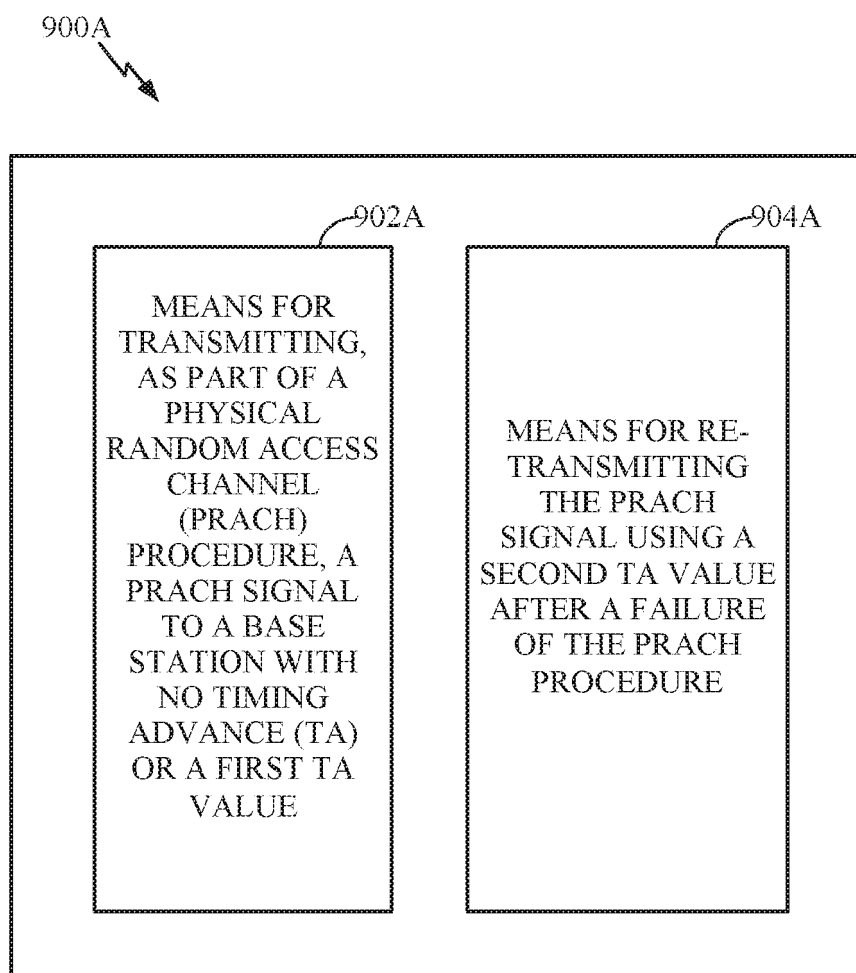 900A
902A
904A
MEANS FOR
TRANSMITTING,
AS PART OF A
PHYSICAL
RANDOM ACCESS
CHANNEL
(PRACH)
PROCEDURE, A
PRACH SIGNAL
TO A BASE
STATION WITH
NO TIMING
ADVANCE (TA)
OR A FIRST TA
VALUE
MEANS FOR RE-
TRANSMITTING
THE PRACH
SIGNAL USING A
SECOND TA VALUE
AFTER A FAILURE
OF THE PRACH
PROCEDURE